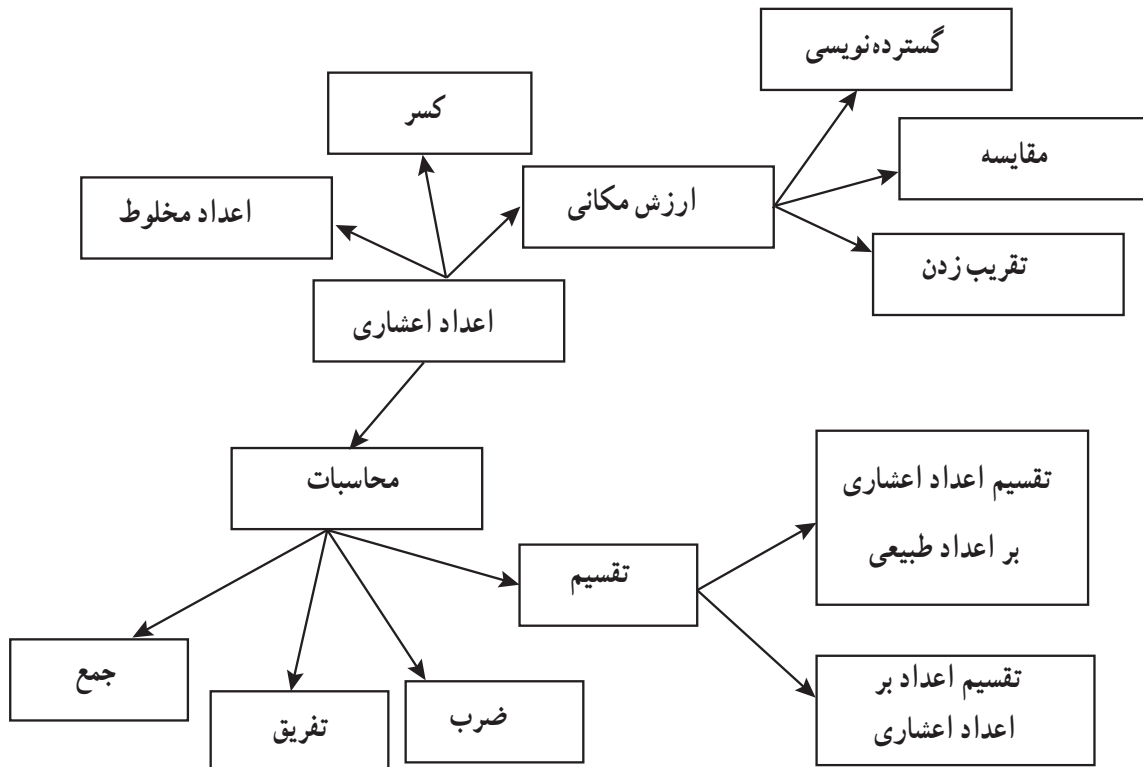 گسترده‌نویسی
کسر
مقایسه
ارزش مکانی
اعداد مخلوط
تقریب زدن
اعداد اعشاری
محاسبات
تقسیم اعداد اعشاری
بر اعداد طبیعی
تقسیم
جمع
تفریق
ضرب
تقسیم اعداد بر
اعداد اعشاری